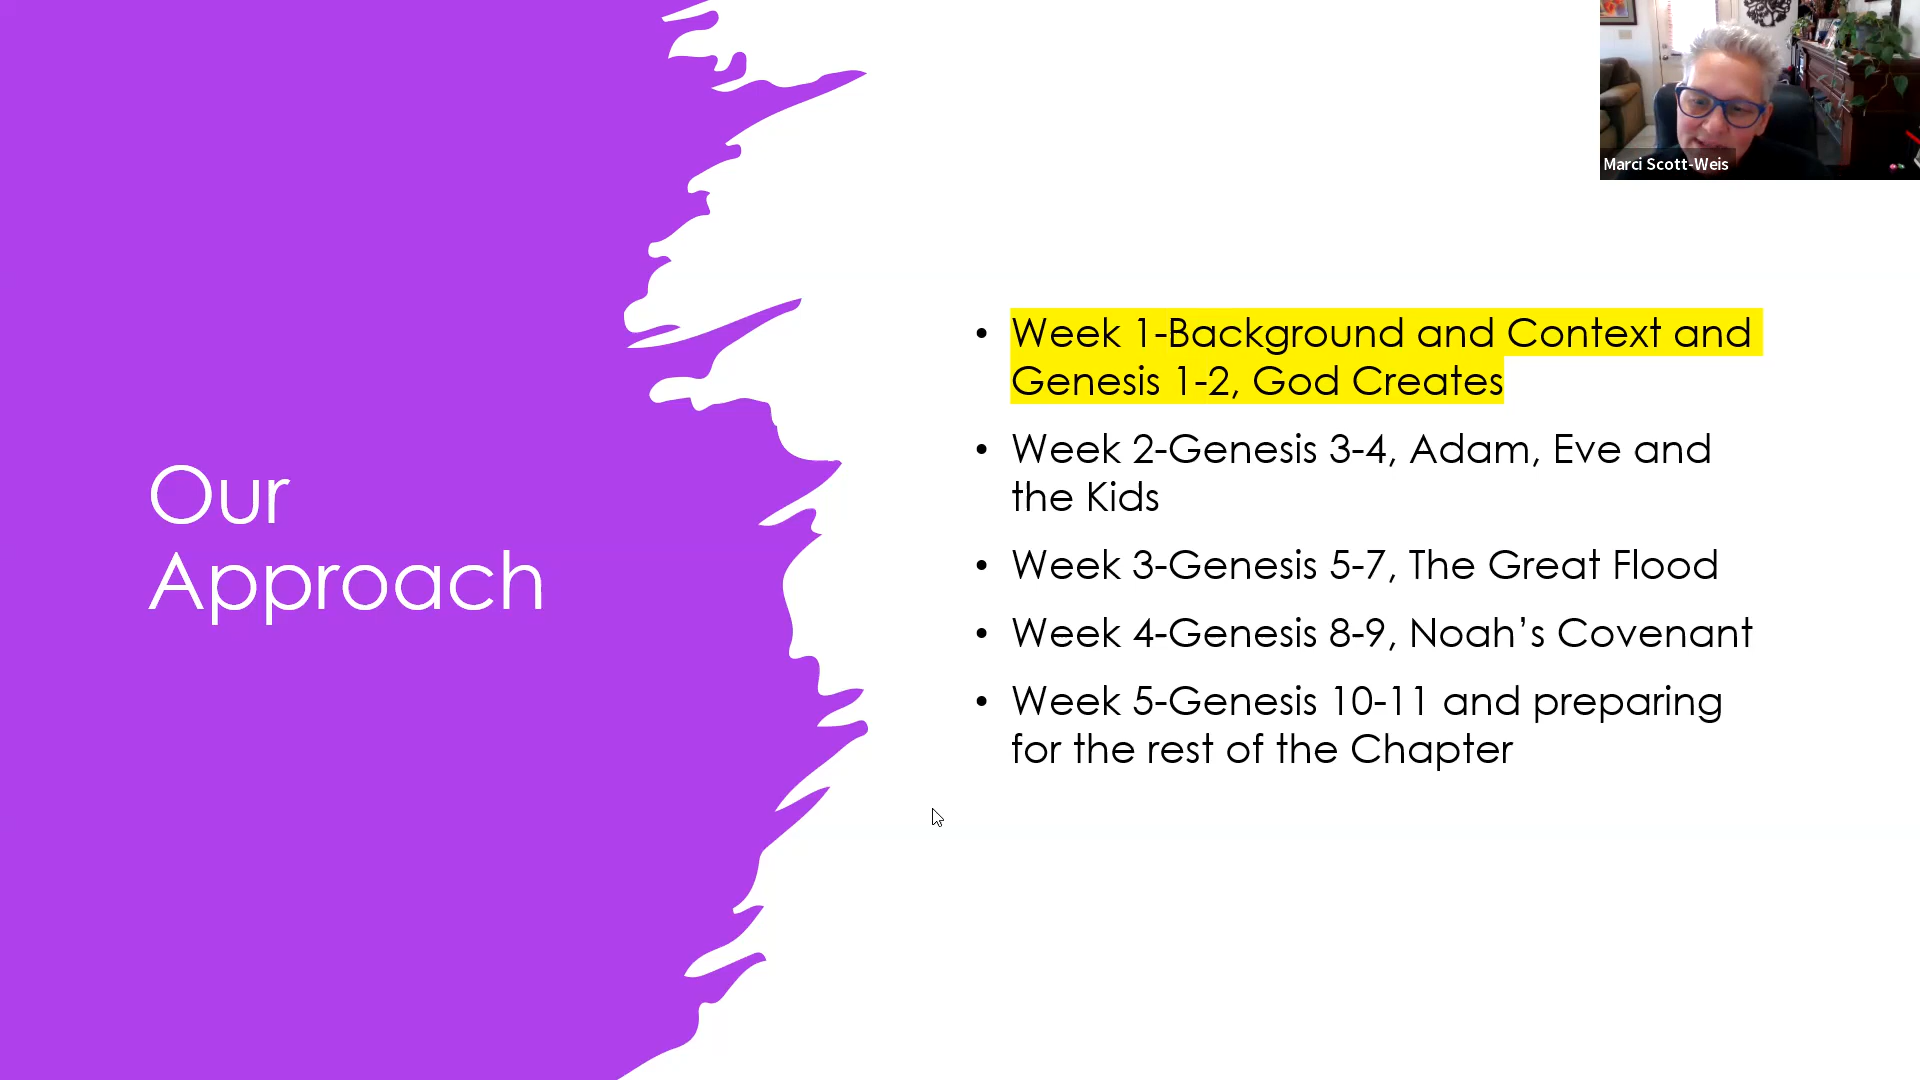 Marci Scott-Weis
Our
Approach
• Week 1-Background and Context and
Genesis 1-2, God Creates
• Week 2-Genesis 3-4, Adam, Eve and
the Kids
• Week 3-Genesis 5-7, The Great Flood
• Week 4-Genesis 8-9, Noah’s Covenant
• Week 5-Genesis 10-11 and preparing
for the rest of the Chapter